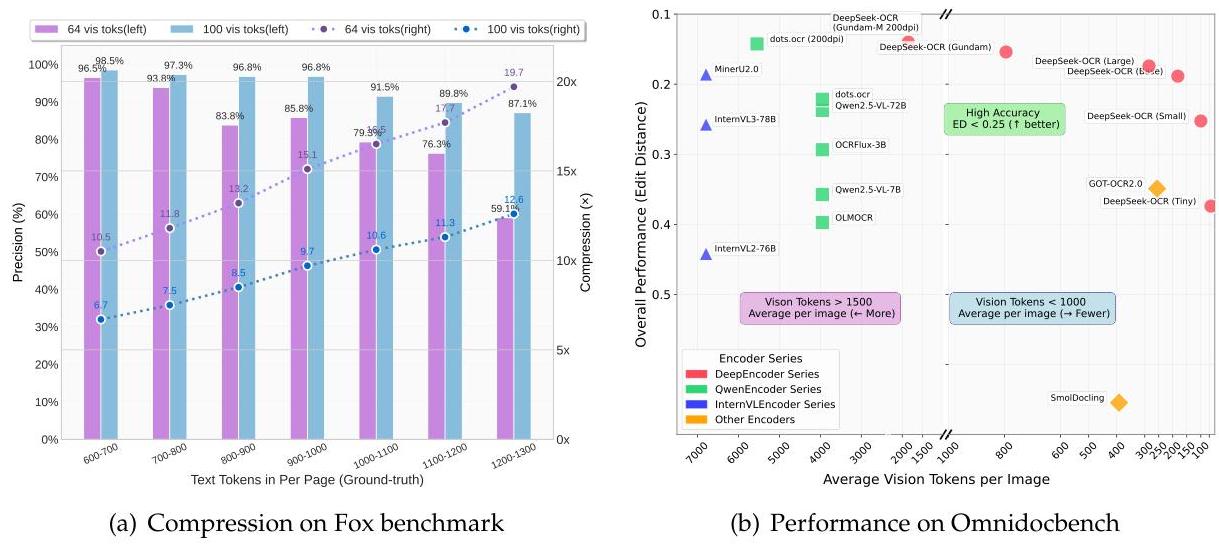 64 vis toks(left) 100 vis toks(left) 64 vis toks(right) 100 vis toks(right)
Precision (%)
100%
90%
80%
70%
60%
50%
40%
30%
20%
10%
0%
96.5% 98.5%
93.8% 97.3%
83.8% 96.8%
85.8% 96.8%
79.3% 91.5%
76.3% 89.8%
59.1% 87.1%
10.5 11.8 13.2 15.1 16.5 17.7 19.7
6.7 7.5 8.5 9.7 10.6 11.3 12.6
20x
15x
10x
5x
0x
Compression (×)
600-700 700-800 800-900 900-1000 1000-1100 1100-1200 1200-1300
Text Tokens in Per Page (Ground-truth)
(a) Compression on Fox benchmark
Overall Performance (Edit Distance)
0.1
0.2
0.3
0.4
0.5
DeepSeek-OCR
(Gundam-M 200dpi)
dots.ocr (200dpi)
DeepSeek-OCR (Gundam)
DeepSeek-OCR (Large)
DeepSeek-OCR (Base)
MinerU2.0
dots.ocr
Qwen2.5-VL-72B
High Accuracy
ED < 0.25 (↑ better)
DeepSeek-OCR (Small)
InternVL3-78B
OCRFlux-3B
GOT-OCR2.0
Qwen2.5-VL-7B
DeepSeek-OCR (Tiny)
OLMOCR
InternVL2-76B
Vison Tokens > 1500
Average per image (← More)
Vision Tokens < 1000
Average per image (→ Fewer)
Encoder Series
DeepEncoder Series
QwenEncoder Series
InternVLEncoder Series
Other Encoders
SmolDocling
7000 6000 5000 4000 3000 2000 1500 1000 800 600 400 300 250 200 150 100
Average Vision Tokens per Image
(b) Performance on Omnidocbench